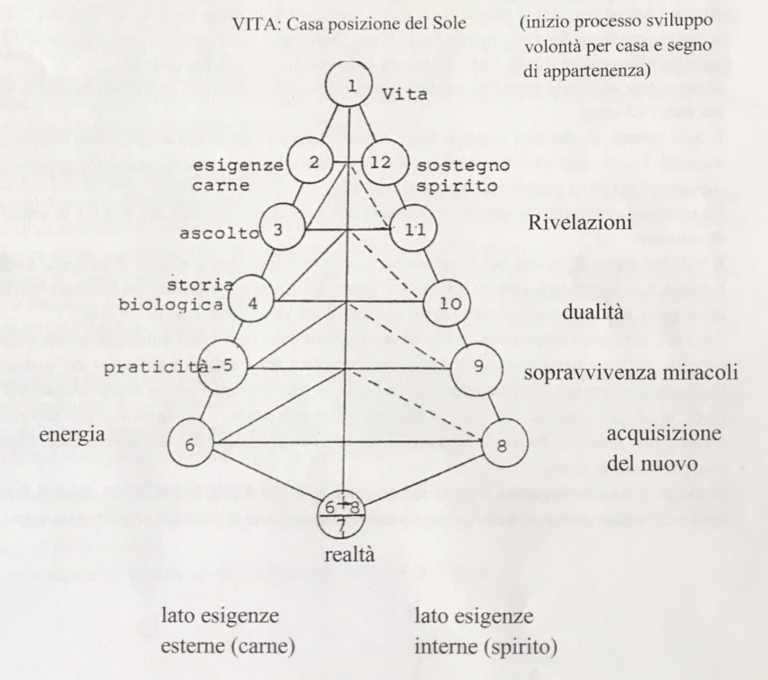 VITA: Casa posizione del Sole
(inizio processo sviluppo
volontà per casa e segno
di appartenenza)
1
Vita
esigenze
carne
2
12
sostegno
spirito
ascolto
3
11
Rivelazioni
storia
biologica
4
10
dualità
praticità-5
9
sopravvivenza miracoli
energia
6
8
acquisizione
del nuovo
6+8
7
realtà
lato esigenze
esterne (carne)
lato esigenze
interne (spirito)